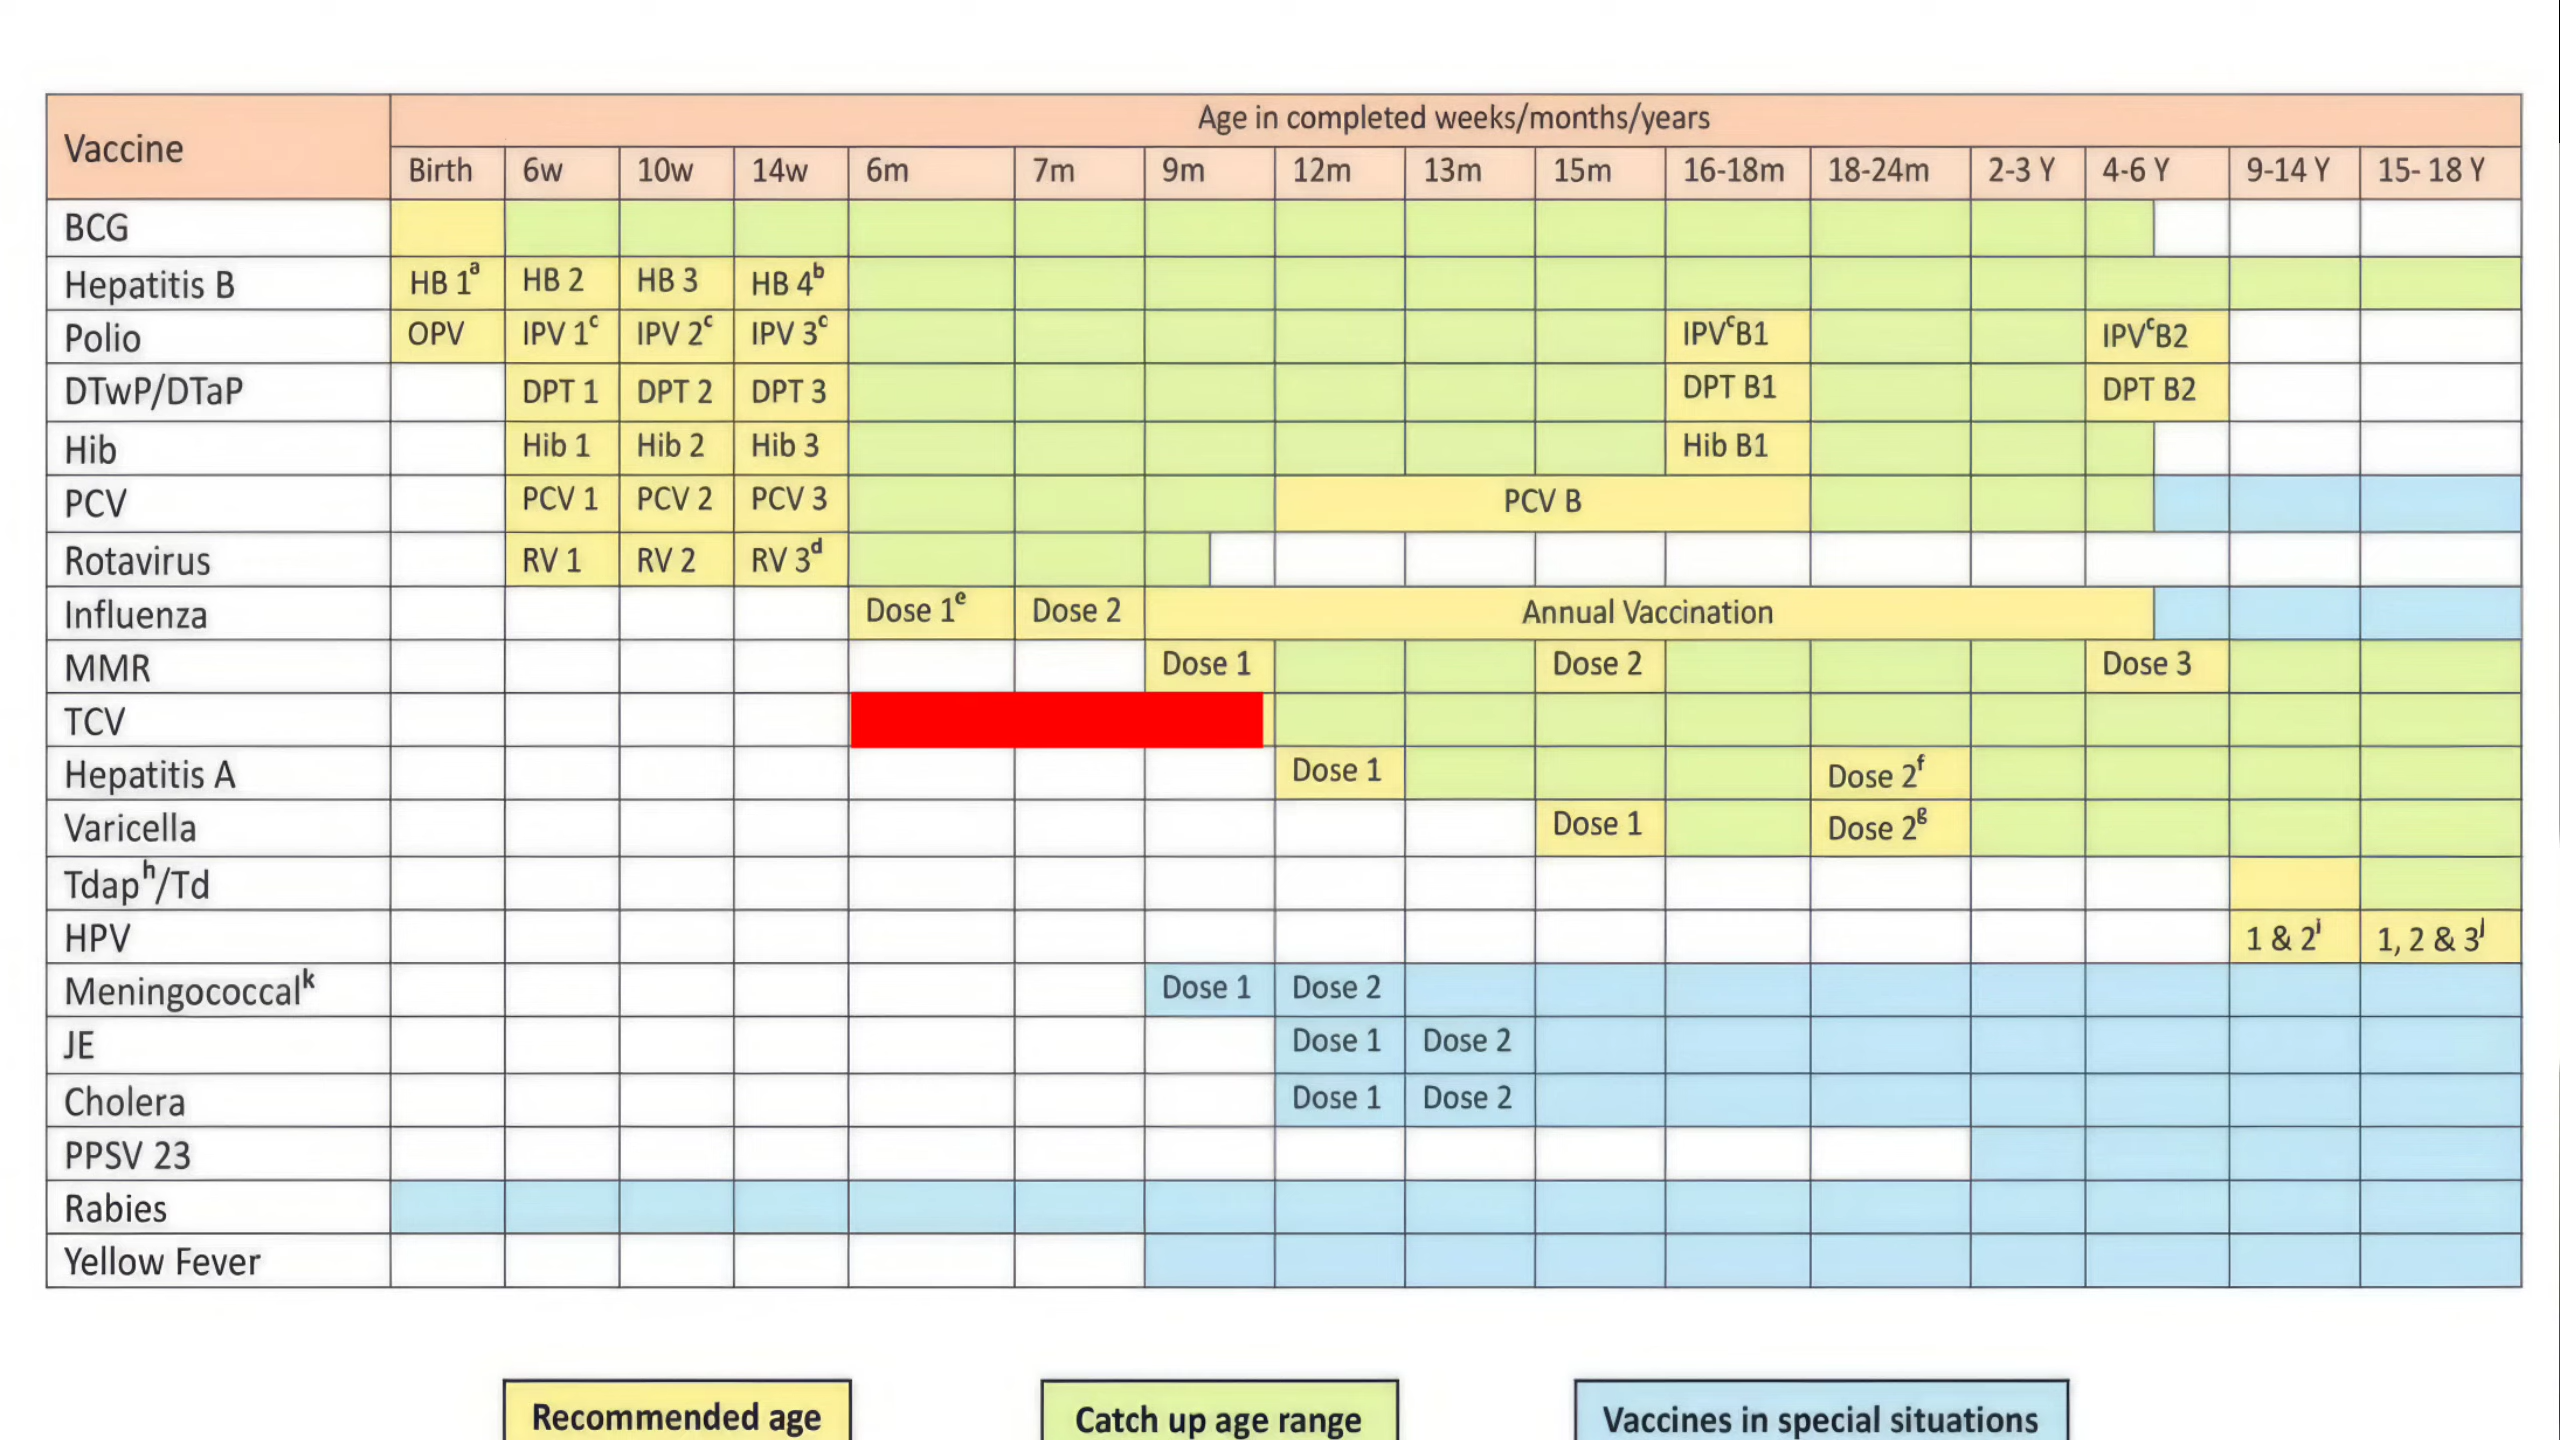 Vaccine Age in completed weeks/months/years
Birth 6w 10w 14w 6m 7m 9m 12m 13m 15m 16-18m 18-24m 2-3 Y 4-6 Y 9-14 Y 15- 18 Y
BCG
Hepatitis B HB 1ᵃ HB 2 HB 3 HB 4ᵇ
Polio OPV IPV 1ᶜ IPV 2ᶜ IPV 3ᶜ IPVᶜB1 IPVᶜB2
DTwP/DTaP DPT 1 DPT 2 DPT 3 DPT B1 DPT B2
Hib Hib 1 Hib 2 Hib 3 Hib B1
PCV PCV 1 PCV 2 PCV 3 PCV B
Rotavirus RV 1 RV 2 RV 3ᵈ
Influenza Dose 1ᵉ Dose 2 Annual Vaccination
MMR Dose 1 Dose 2 Dose 3
TCV
Hepatitis A Dose 1 Dose 2ᶠ
Varicella Dose 1 Dose 2ᵍ
Tdapʰ/Td
HPV 1 & 2ⁱ 1, 2 & 3ʲ
Meningococcalᵏ Dose 1 Dose 2
JE Dose 1 Dose 2
Cholera Dose 1 Dose 2
PPSV 23
Rabies
Yellow Fever
Recommended age Catch up age range Vaccines in special situations